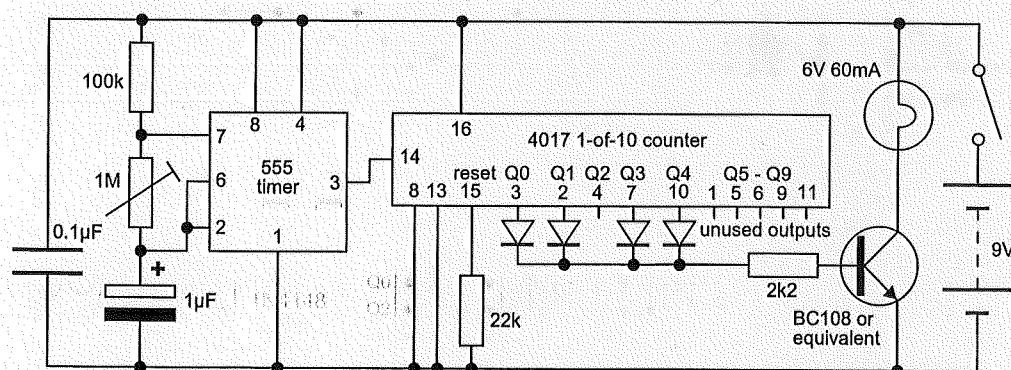 100k
8
4
6V 60mA
7
16
4017 1-of-10 counter
14
1M
555
timer
6
3
reset Q0 Q1 Q2 Q3 Q4 Q5 - Q9
8 13 15 3 2 4 7 10 1 5 6 9 11
0.1µF
2
unused outputs
1
9V
+
1µF
2k2
22k
BC108 or
equivalent